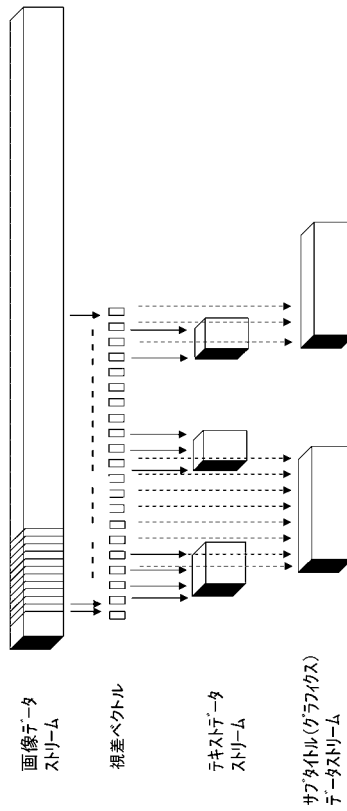 画像データ
ストリーム
視差ベクトル
テキストデータ
ストリーム
サブタイトル(グラフィクス)
データストリーム